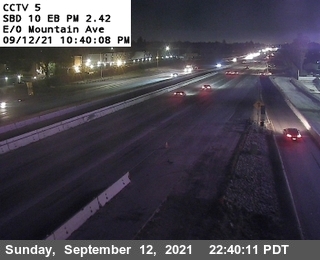 CCTV 5
SBD 10 EB PM 2.42
E/O Mountain Ave
09/12/21 10:40:08 PM
Sunday, September 12, 2021 22:40:11 PDT